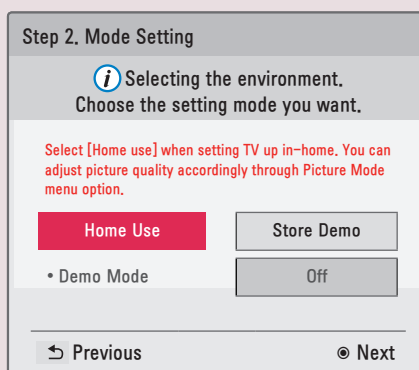 Step 2. Mode Setting
i Selecting the environment.
Choose the setting mode you want.
Select [Home use] when setting TV up in-home. You can
adjust picture quality accordingly through Picture Mode
menu option.
Home Use Store Demo
• Demo Mode Off
Previous Next